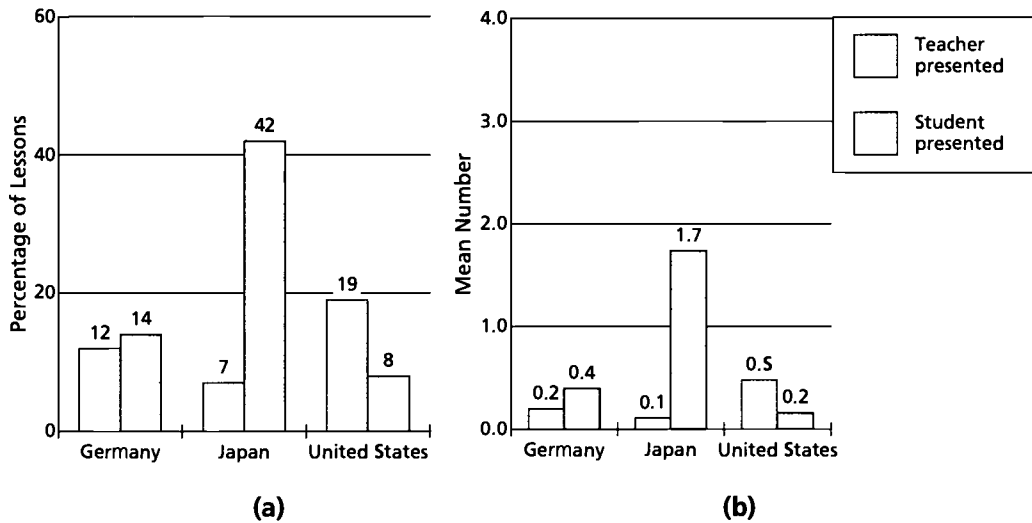 60
40
20
0
Percentage of Lessons
12
14
7
42
19
8
Germany
Japan
United States
(a)
4.0
3.0
2.0
1.0
0.0
Mean Number
0.2
0.4
0.1
1.7
0.5
0.2
Germany
Japan
United States
(b)
Teacher
presented
Student
presented